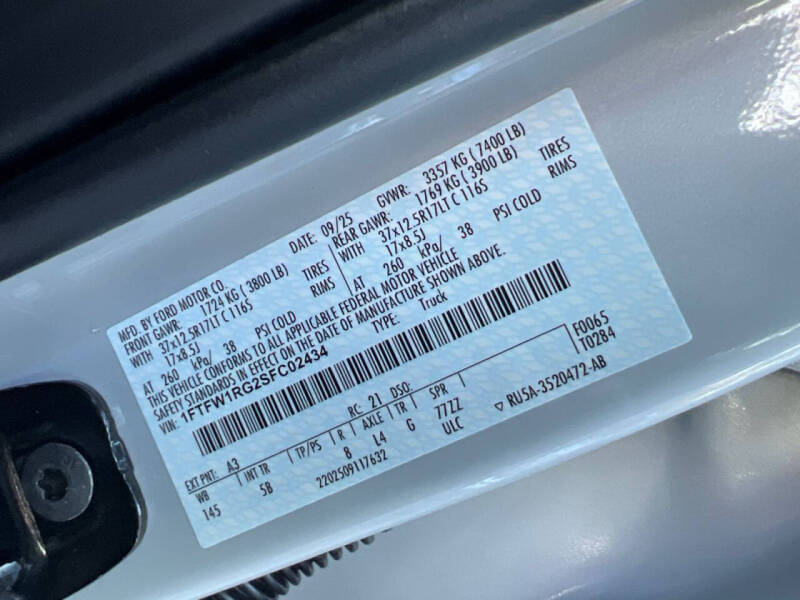 MFD. BY FORD MOTOR CO.
DATE: 09/25 GVWR: 3357 KG ( 7400 LB)
FRONT GAWR: 1724 KG ( 3800 LB) REAR GAWR: 1769 KG ( 3900 LB)
WITH 37x12.5R17LT C 116S TIRES WITH 37x12.5R17LT C 116S TIRES
17x8.5J RIMS 17x8.5J RIMS
AT 260 kPa/ 38 PSI COLD AT 260 kPa/ 38 PSI COLD
THIS VEHICLE CONFORMS TO ALL APPLICABLE FEDERAL MOTOR VEHICLE
SAFETY STANDARDS IN EFFECT ON THE DATE OF MANUFACTURE SHOWN ABOVE.
VIN: 1FTFW1RG2SFC02434 TYPE: Truck
F0065
T0284
EXT PNT: A3 RC: 21 DSO:
WB INT TR TP/PS R AXLE TR SPR
145 5B 8 L4 G 77ZZ
2202509117632 ULC ▽ RU5A-3520472-AB